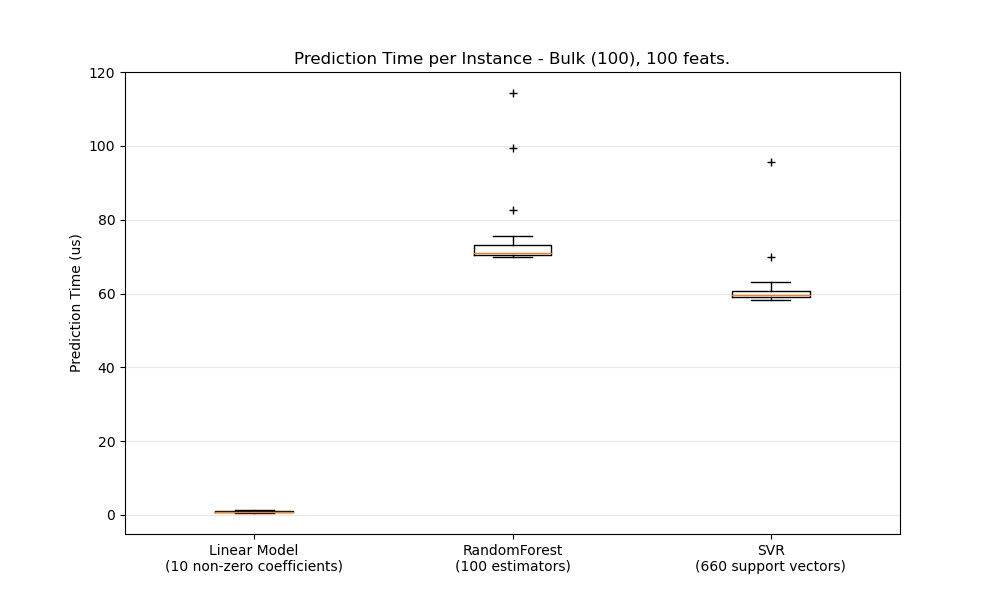 Prediction Time per Instance - Bulk (100), 100 feats.
120
100
80
60
40
20
0
Prediction Time (us)
Linear Model
(10 non-zero coefficients)
RandomForest
(100 estimators)
SVR
(660 support vectors)